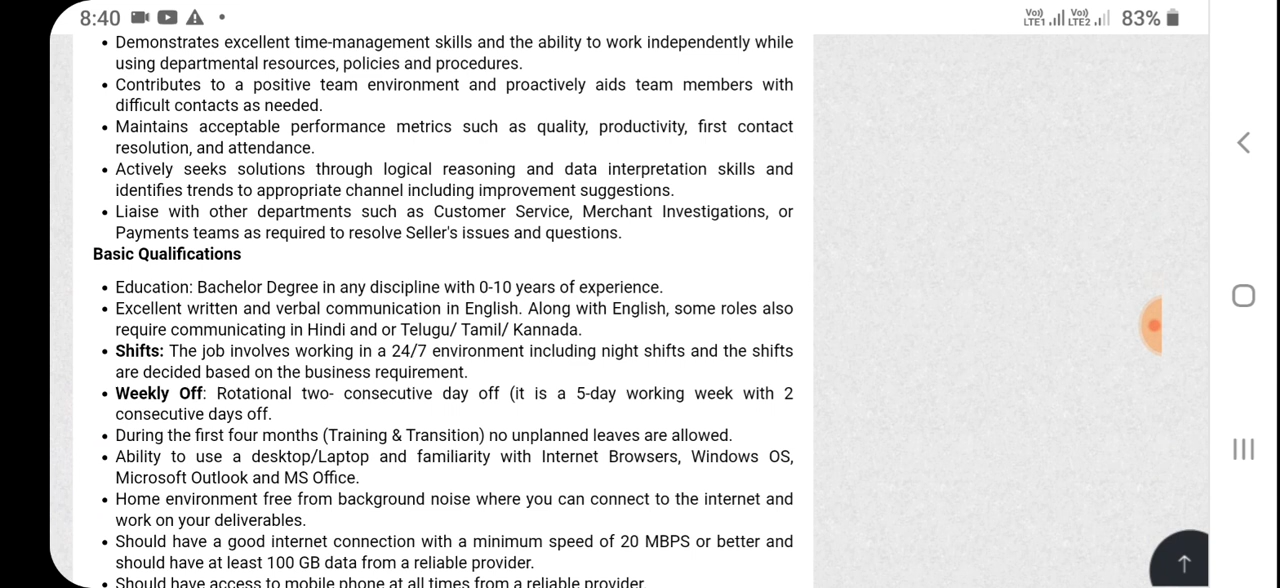 8:40
Vo)) LTE1 Vo)) LTE2 83%
• Demonstrates excellent time-management skills and the ability to work independently while
using departmental resources, policies and procedures.
• Contributes to a positive team environment and proactively aids team members with
difficult contacts as needed.
• Maintains acceptable performance metrics such as quality, productivity, first contact
resolution, and attendance.
• Actively seeks solutions through logical reasoning and data interpretation skills and
identifies trends to appropriate channel including improvement suggestions.
• Liaise with other departments such as Customer Service, Merchant Investigations, or
Payments teams as required to resolve Seller's issues and questions.
Basic Qualifications
• Education: Bachelor Degree in any discipline with 0-10 years of experience.
• Excellent written and verbal communication in English. Along with English, some roles also
require communicating in Hindi and or Telugu/ Tamil/ Kannada.
• Shifts: The job involves working in a 24/7 environment including night shifts and the shifts
are decided based on the business requirement.
• Weekly Off: Rotational two- consecutive day off (it is a 5-day working week with 2
consecutive days off.
• During the first four months (Training & Transition) no unplanned leaves are allowed.
• Ability to use a desktop/Laptop and familiarity with Internet Browsers, Windows OS,
Microsoft Outlook and MS Office.
• Home environment free from background noise where you can connect to the internet and
work on your deliverables.
• Should have a good internet connection with a minimum speed of 20 MBPS or better and
should have at least 100 GB data from a reliable provider.
• Should have access to mobile phone at all times from a reliable provider.